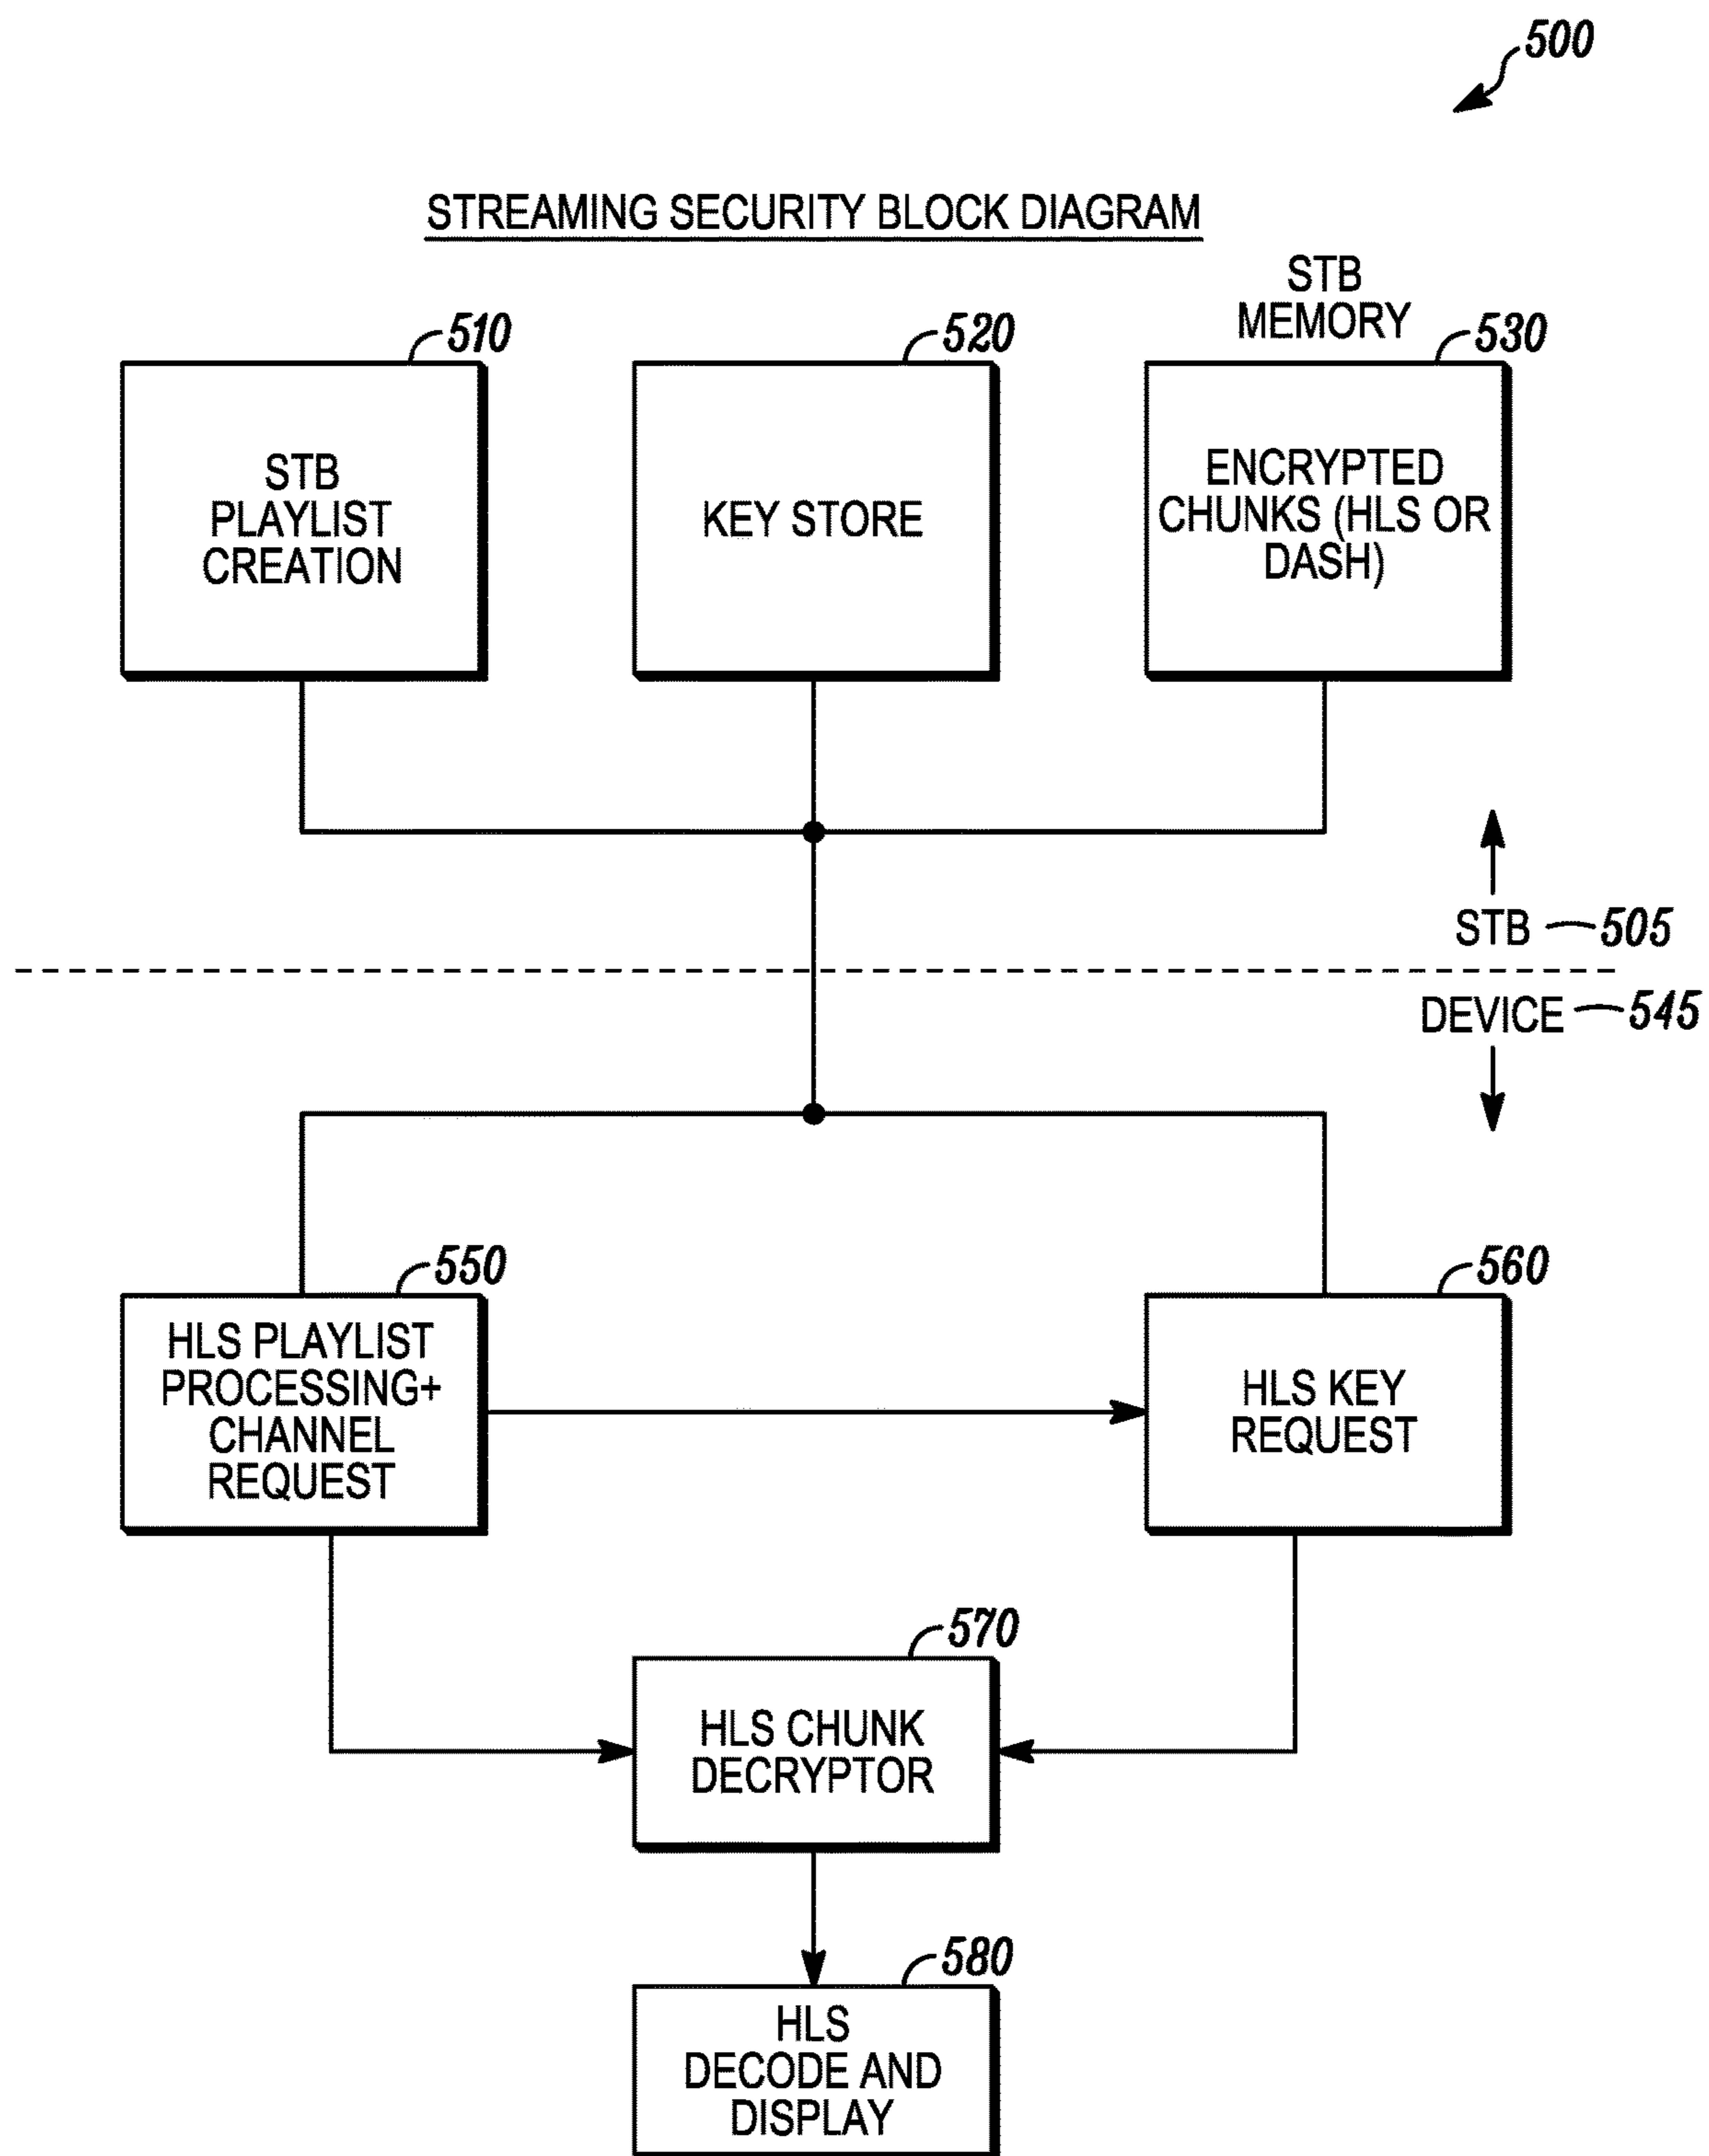 500
STREAMING SECURITY BLOCK DIAGRAM
STB
MEMORY
510
520
530
STB
PLAYLIST
CREATION
KEY STORE
ENCRYPTED
CHUNKS (HLS OR
DASH)
STB 505
DEVICE 545
550
560
HLS PLAYLIST
PROCESSING+
CHANNEL
REQUEST
HLS KEY
REQUEST
570
HLS CHUNK
DECRYPTOR
580
HLS
DECODE AND
DISPLAY